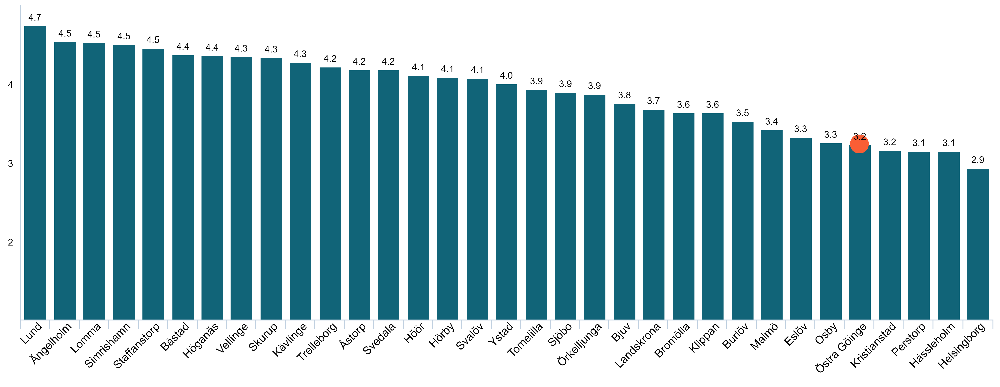 4.7
4.5
4.5
4.5
4.5
4.4
4.4
4.3
4.3
4.3
4.2
4.2
4.2
4.1
4.1
4.1
4.0
3.9
3.9
3.9
3.8
3.7
3.6
3.6
3.5
3.4
3.3
3.3
3.2
3.2
3.1
3.1
2.9
4
3
2
Lund
Ängelholm
Lomma
Simrishamn
Staffanstorp
Båstad
Höganäs
Vellinge
Skurup
Kävlinge
Trelleborg
Åstorp
Svedala
Höör
Hörby
Svalöv
Ystad
Tomelilla
Sjöbo
Örkelljunga
Bjuv
Landskrona
Bromölla
Klippan
Burlöv
Malmö
Eslöv
Osby
Östra Göinge
Kristianstad
Perstorp
Hässleholm
Helsingborg